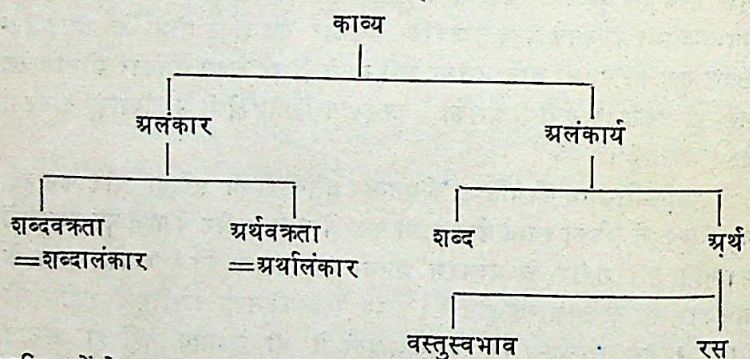 काव्य
अलंकार
अलंकार्य
शब्दवक्रता
=शब्दालंकार
अर्थवक्रता
=अर्थालंकार
शब्द
अर्थ
वस्तुस्वभाव
रस